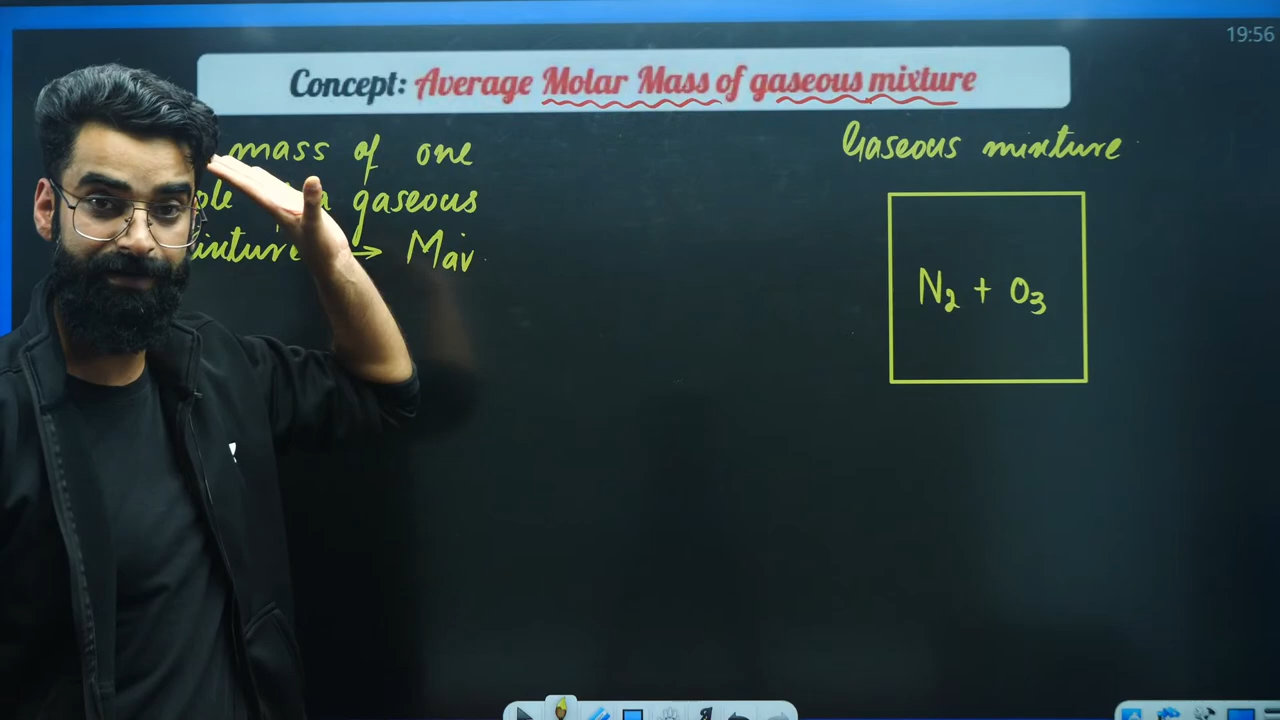 19:56
Concept: Average Molar Mass of gaseous mixture
mass of one
gaseous
→ Mav
Gaseous mixture
N2 + O3